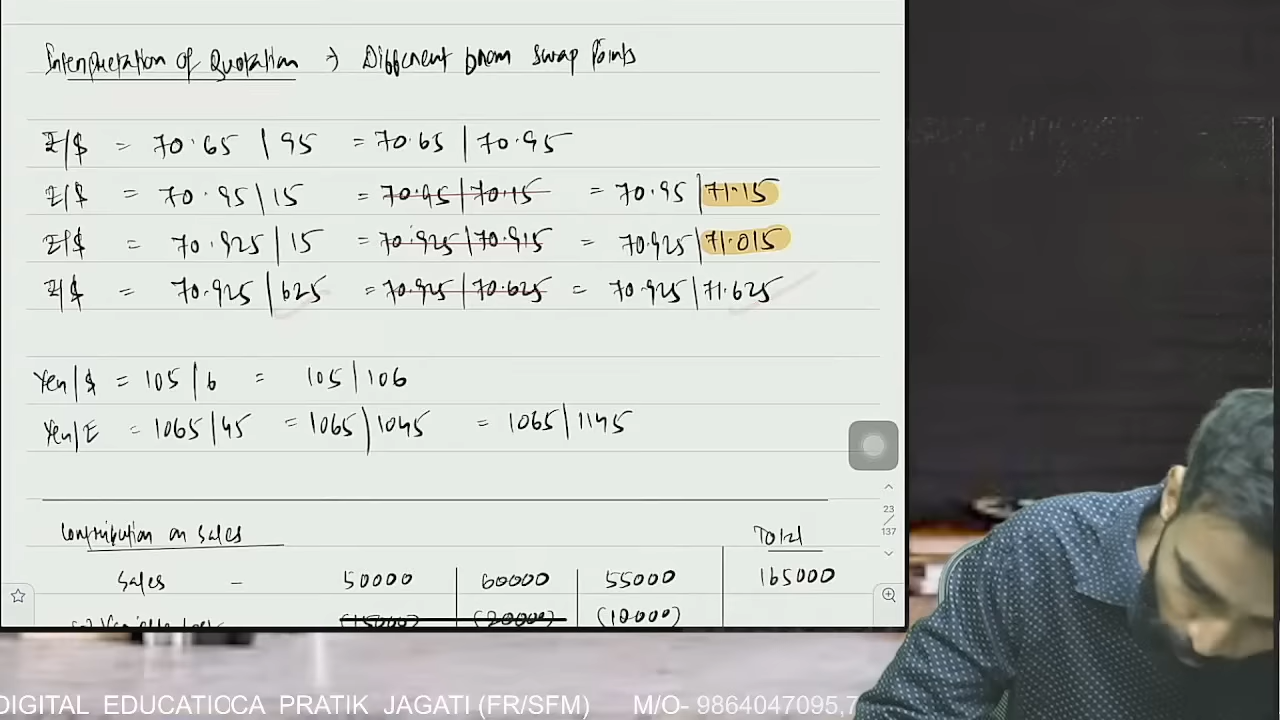 Interpretation of Quotation → Different from Swap Points
₹/$ = 70.65 | 95 = 70.65 | 70.95
₹/$ = 70.95 | 15 = 70.95 | 70.15 = 70.95 | 71.15
₹/$ = 70.925 | 15 = 70.925 | 70.915 = 70.925 | 71.015
₹/$ = 70.925 | 625 = 70.925 | 70.625 = 70.925 | 71.625
Yen/$ = 105 | 6 = 105 | 106
Yen/£ = 1065 | 45 = 1065 | 1045 = 1065 | 1145
23
/
137
Contribution on Sales Total
Sales – 50000 60000 55000 165000
(15000) (20000) (10000)
DIGITAL EDUCATIOCA PRATIK JAGATI (FR/SFM) M/O- 9864047095,7